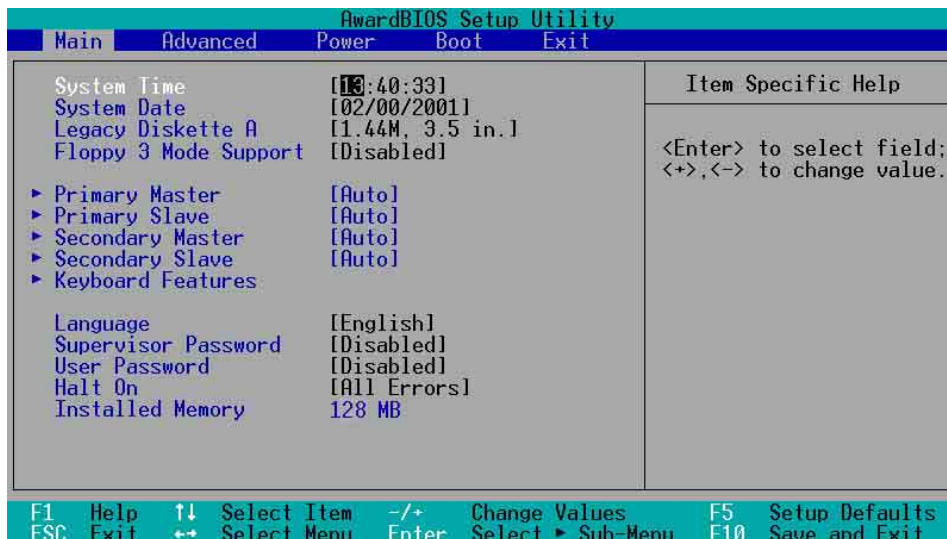 AwardBIOS Setup Utility
Main Advanced Power Boot Exit
System Time [13:40:33]
System Date [02/00/2001]
Legacy Diskette A [1.44M, 3.5 in.]
Floppy 3 Mode Support [Disabled]
▶ Primary Master [Auto]
▶ Primary Slave [Auto]
▶ Secondary Master [Auto]
▶ Secondary Slave [Auto]
▶ Keyboard Features
Language [English]
Supervisor Password [Disabled]
User Password [Disabled]
Halt On [All Errors]
Installed Memory 128 MB
Item Specific Help
<Enter> to select field;
<+>,<-> to change value.
F1 Help ↑↓ Select Item -/+ Change Values F5 Setup Defaults
ESC Exit ←→ Select Menu Enter Select ▶ Sub-Menu F10 Save and Exit